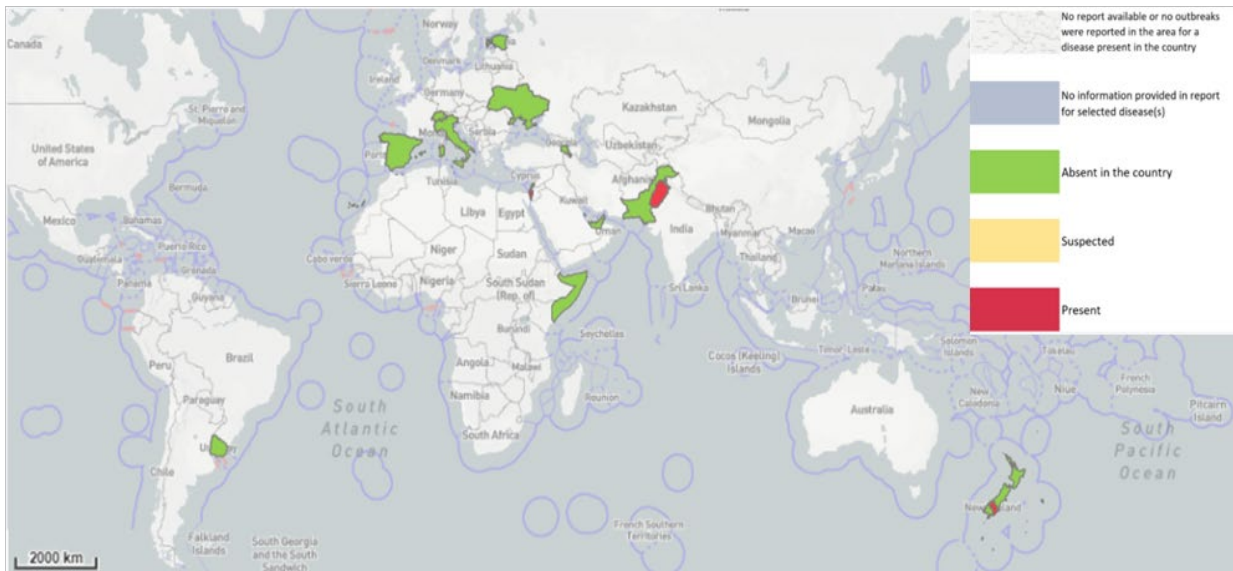 Norway
Canada
Denmark
Lithuania
Ireland
Germany
Kazakhstan
Mongolia
St. Pierre and
Miquelon
Serbia
Uzbekistan
United States
of America
Cyprus
Afghanis
Tunisia
Bermuda
Kuwait
Libya
Egypt
Bhutan
Mexico
Bahamas
Oman
India
Myanmar
Macao
Puerto Rico
Niger
Sudan
Thailand
Northern
Mariana Islands
Guatemala
Grenada
Cabo verde
Panama
Sierra Leone
Nigeria
South Sudan
(Rep. of)
Sri Lanka
Palau
Guyana
Brunei
Burundi
Seychelles
Brazil
Peru
Angola
Malawi
Cocos (Keeling)
Islands
Timor-Leste
Solomon
Islands
Tokelau
Paraguay
Namibia
Reunion
New
Caledonia
Niue
French
Polynesia
Pitcairn
Island
South
Atlantic
Ocean
Australia
South
Pacific
Ocean
South Africa
Chile
Falkland
Islands
South Georgia
and the South
Sandwich
French Southern
Territories
2000 km
No report available or no outbreaks
were reported in the area for a
disease present in the country
No information provided in report
for selected disease(s)
Absent in the country
Suspected
Present